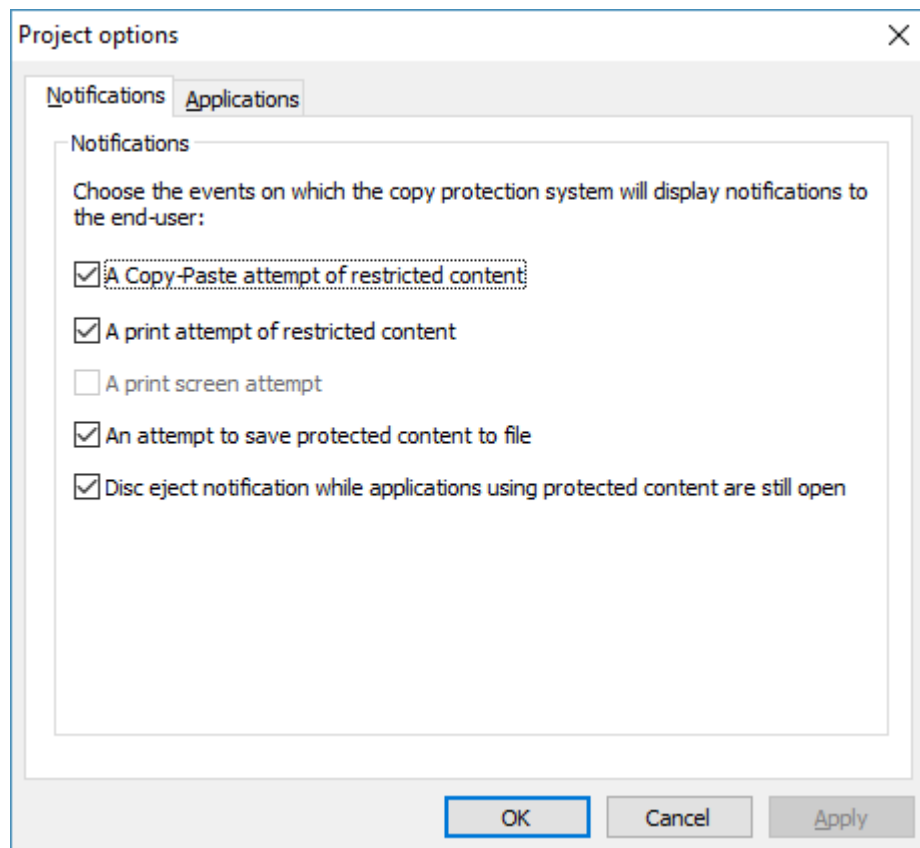 Project options
Notifications Applications
Notifications
Choose the events on which the copy protection system will display notifications to
the end-user:
A Copy-Paste attempt of restricted content
A print attempt of restricted content
A print screen attempt
An attempt to save protected content to file
Disc eject notification while applications using protected content are still open
OK Cancel Apply